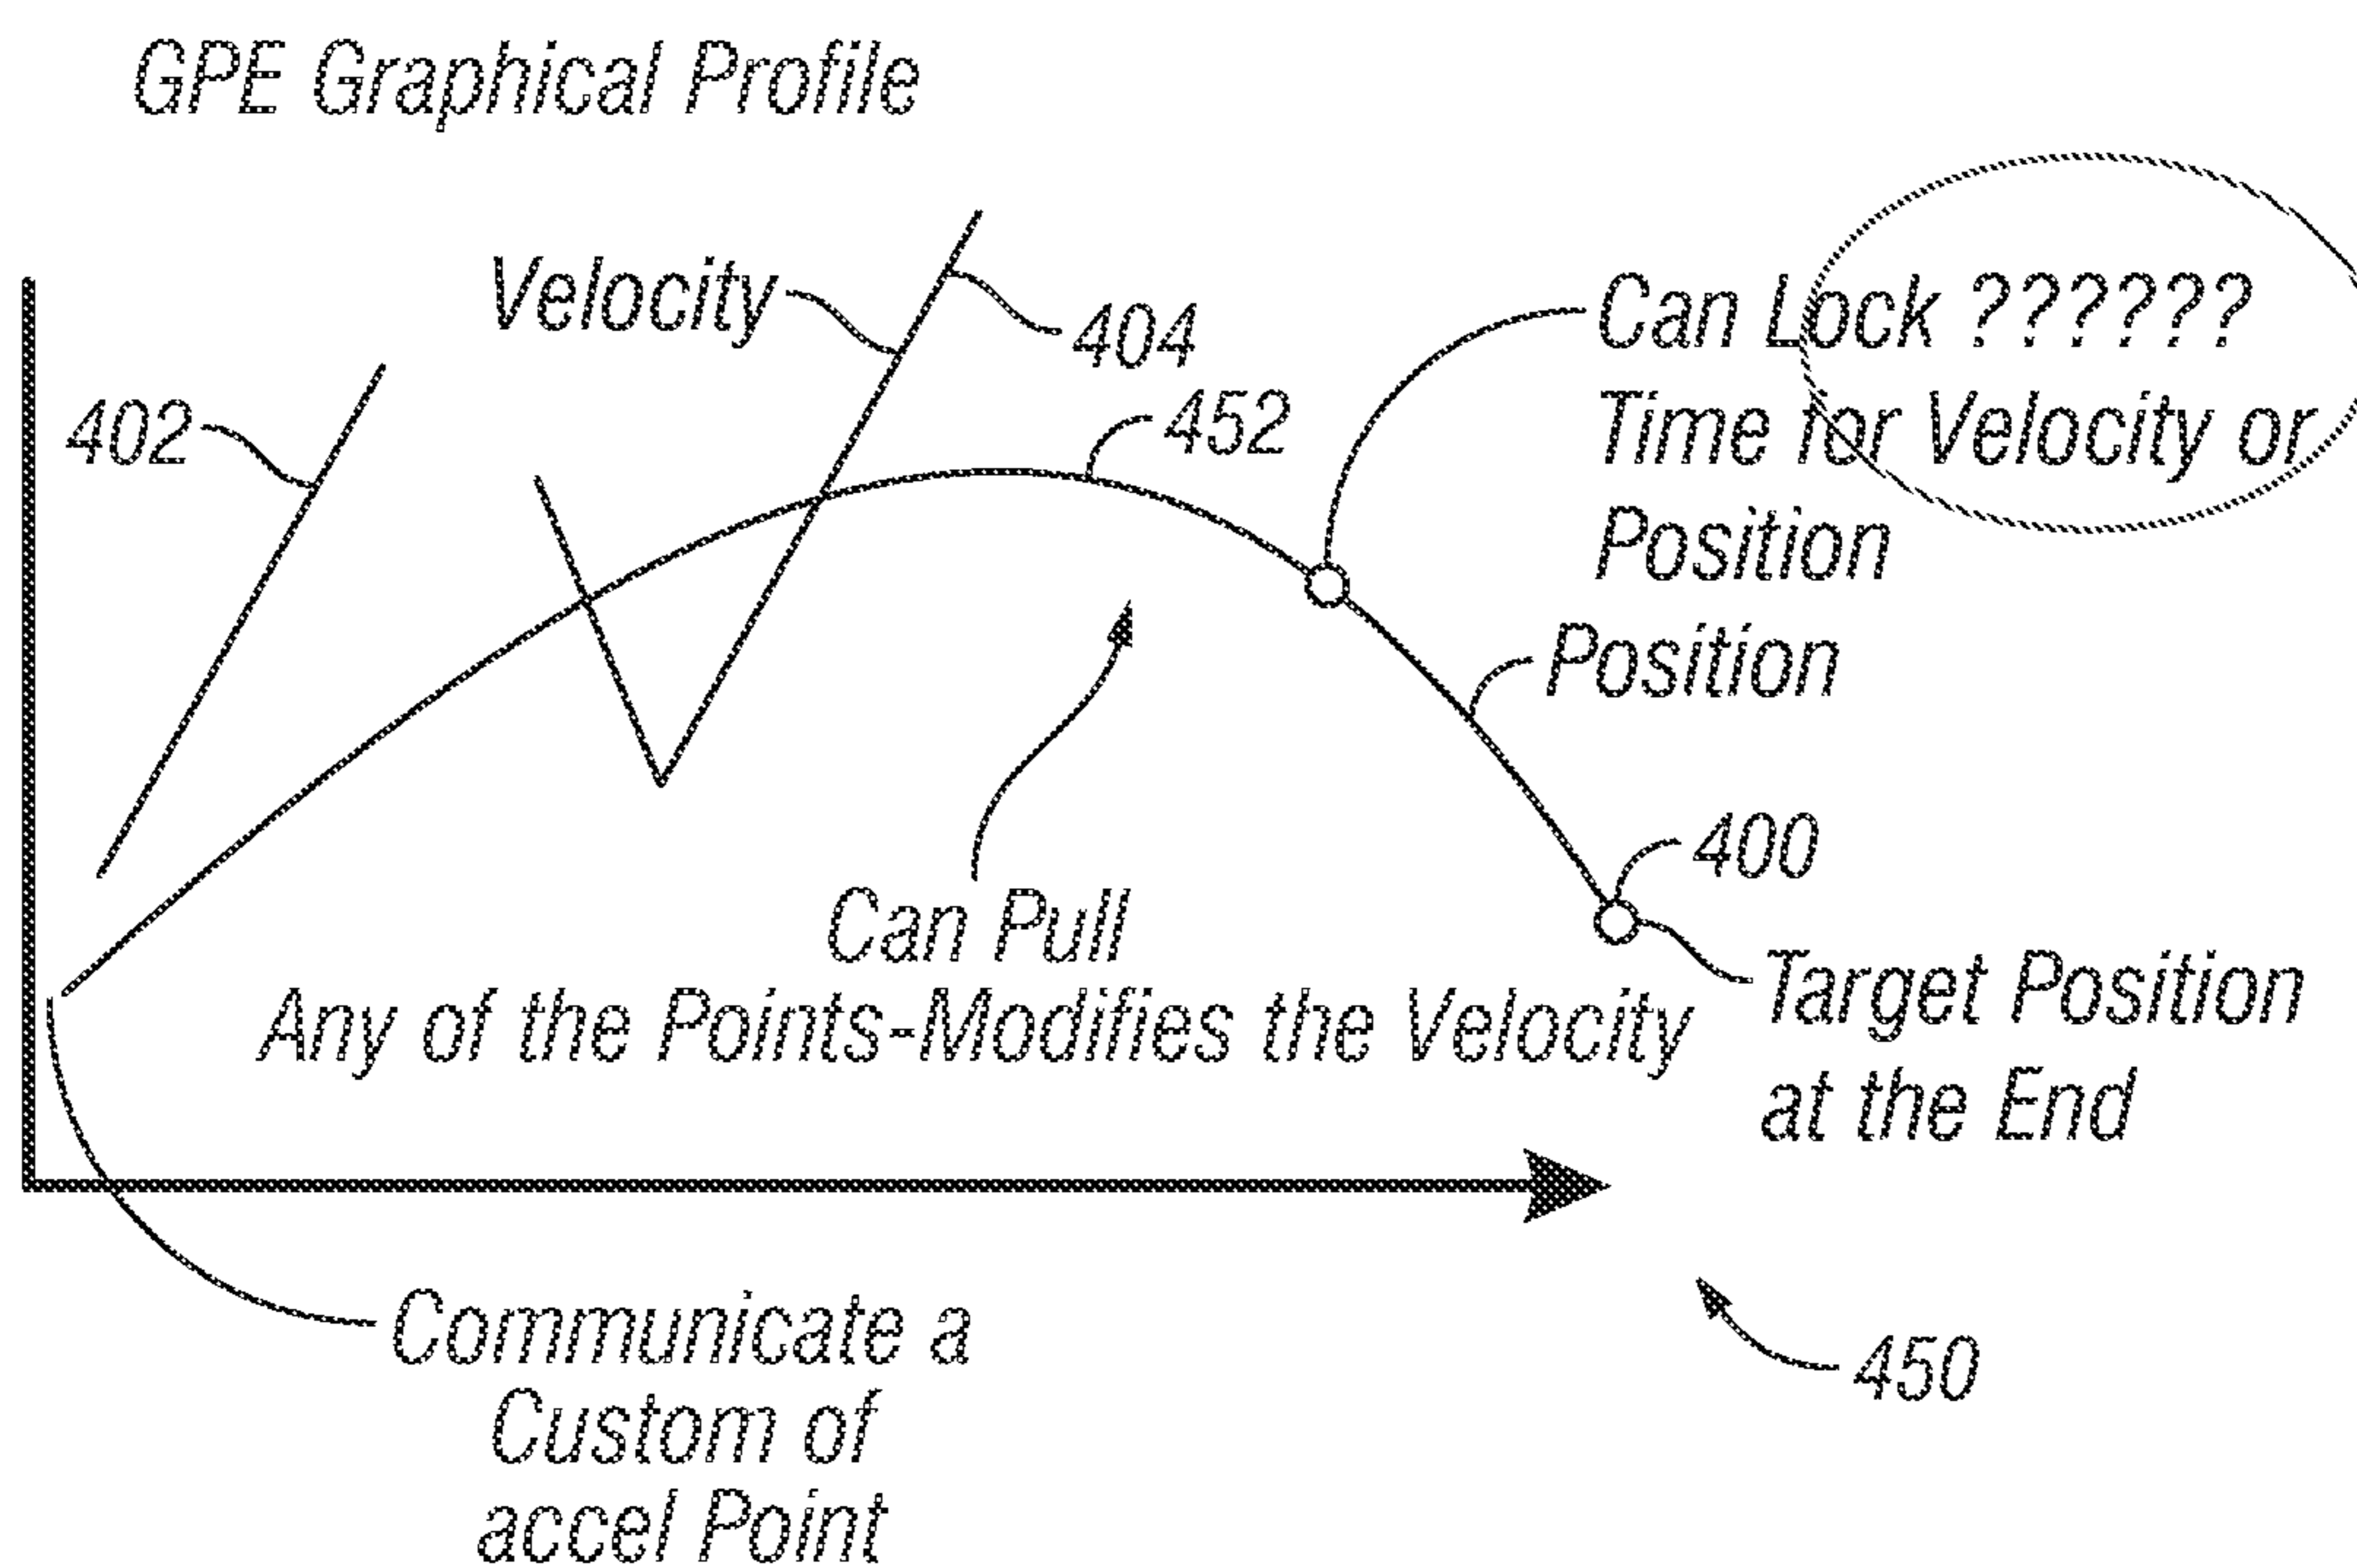 GPE Graphical Profile
Velocity
404
402
452
Can Lock ??????
Time for Velocity or
Position
Position
400
Can Pull
Any of the Points-Modifies the Velocity
Target Position
at the End
Communicate a
Custom of
accel Point
450